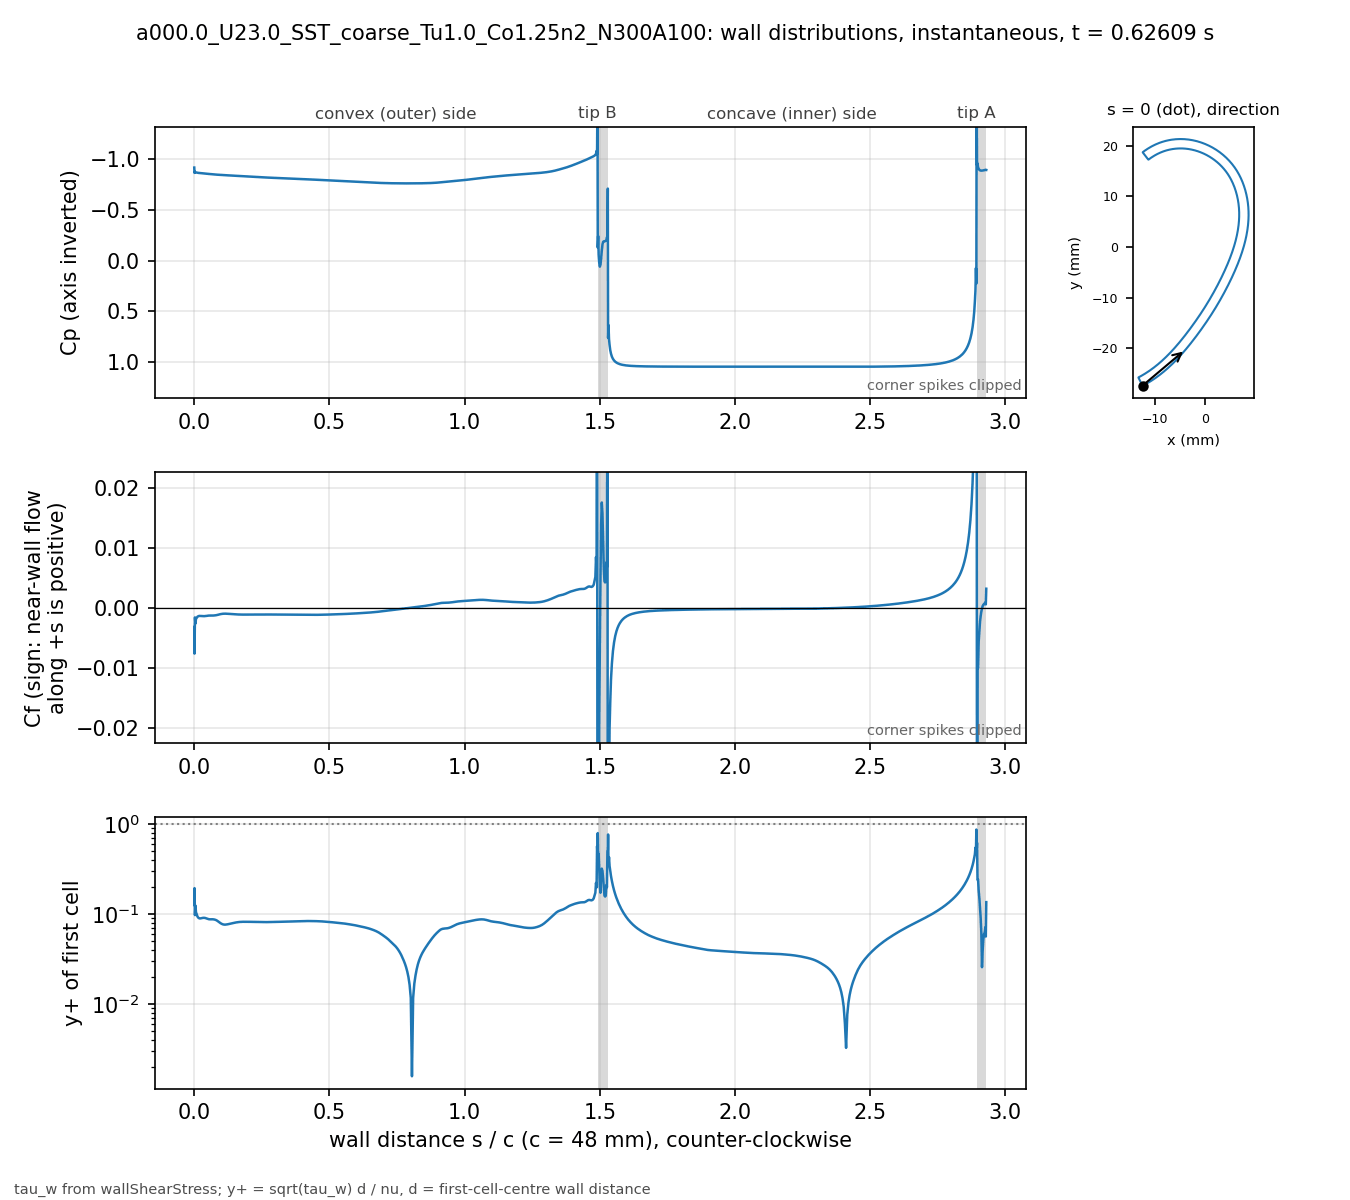 a000.0_U23.0_SST_coarse_Tu1.0_Co1.25n2_N300A100: wall distributions, instantaneous, t = 0.62609 s
convex (outer) side
tip B
concave (inner) side
tip A
Cp (axis inverted)
−1.0
−0.5
0.0
0.5
1.0
corner spikes clipped
0.0 0.5 1.0 1.5 2.0 2.5 3.0
s = 0 (dot), direction
y (mm)
20
10
0
−10
−20
−10 0
x (mm)
Cf (sign: near-wall flow
along +s is positive)
0.02
0.01
0.00
−0.01
−0.02
corner spikes clipped
0.0 0.5 1.0 1.5 2.0 2.5 3.0
y+ of first cell
10⁰
10⁻¹
10⁻²
0.0 0.5 1.0 1.5 2.0 2.5 3.0
wall distance s / c (c = 48 mm), counter-clockwise
tau_w from wallShearStress; y+ = sqrt(tau_w) d / nu, d = first-cell-centre wall distance